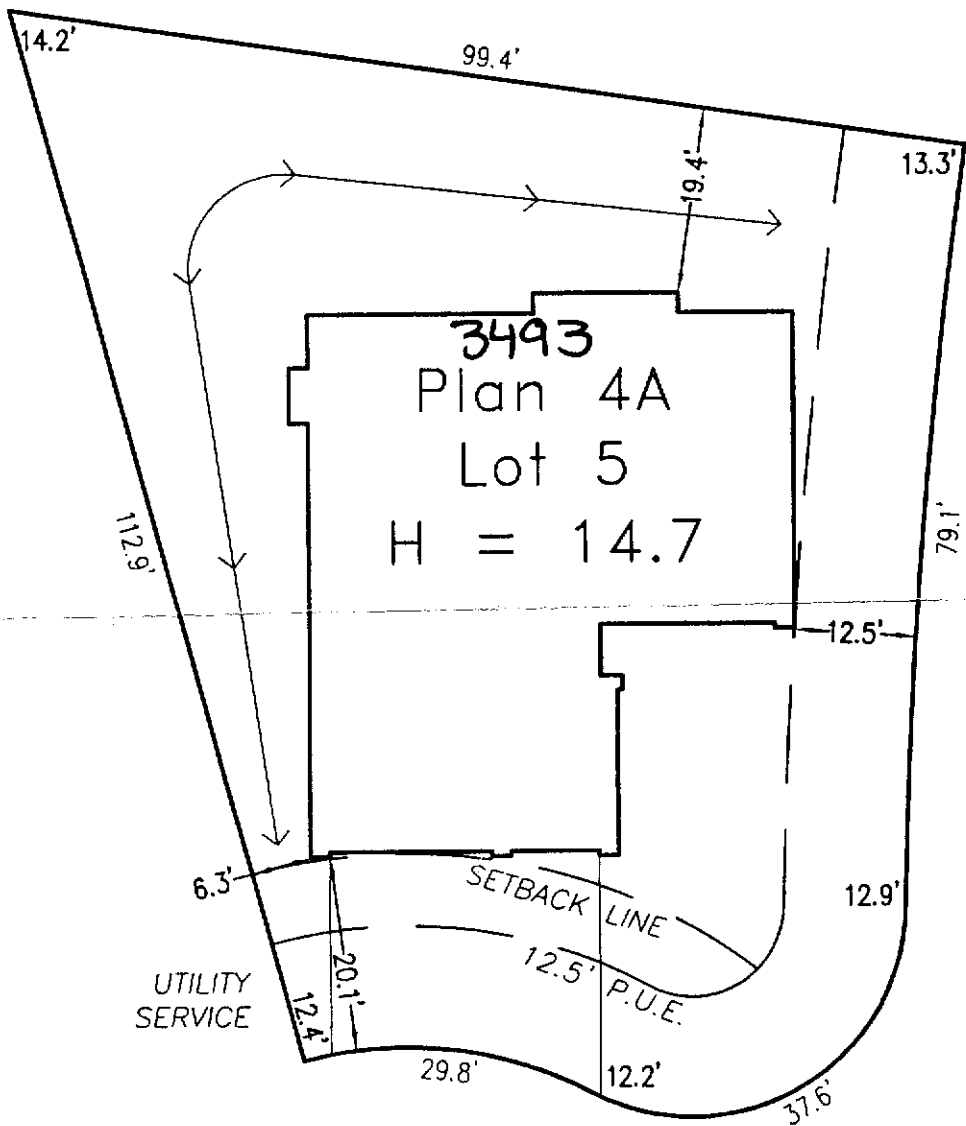 14.2'
99.4'
13.3'
19.4'
3493
Plan 4A
Lot 5
H = 14.7
112.9'
79.1'
12.5'
6.3'
SETBACK LINE
12.9'
12.5' P.U.E.
20.1'
UTILITY
SERVICE
12.4'
29.8'
12.2'
37.6'